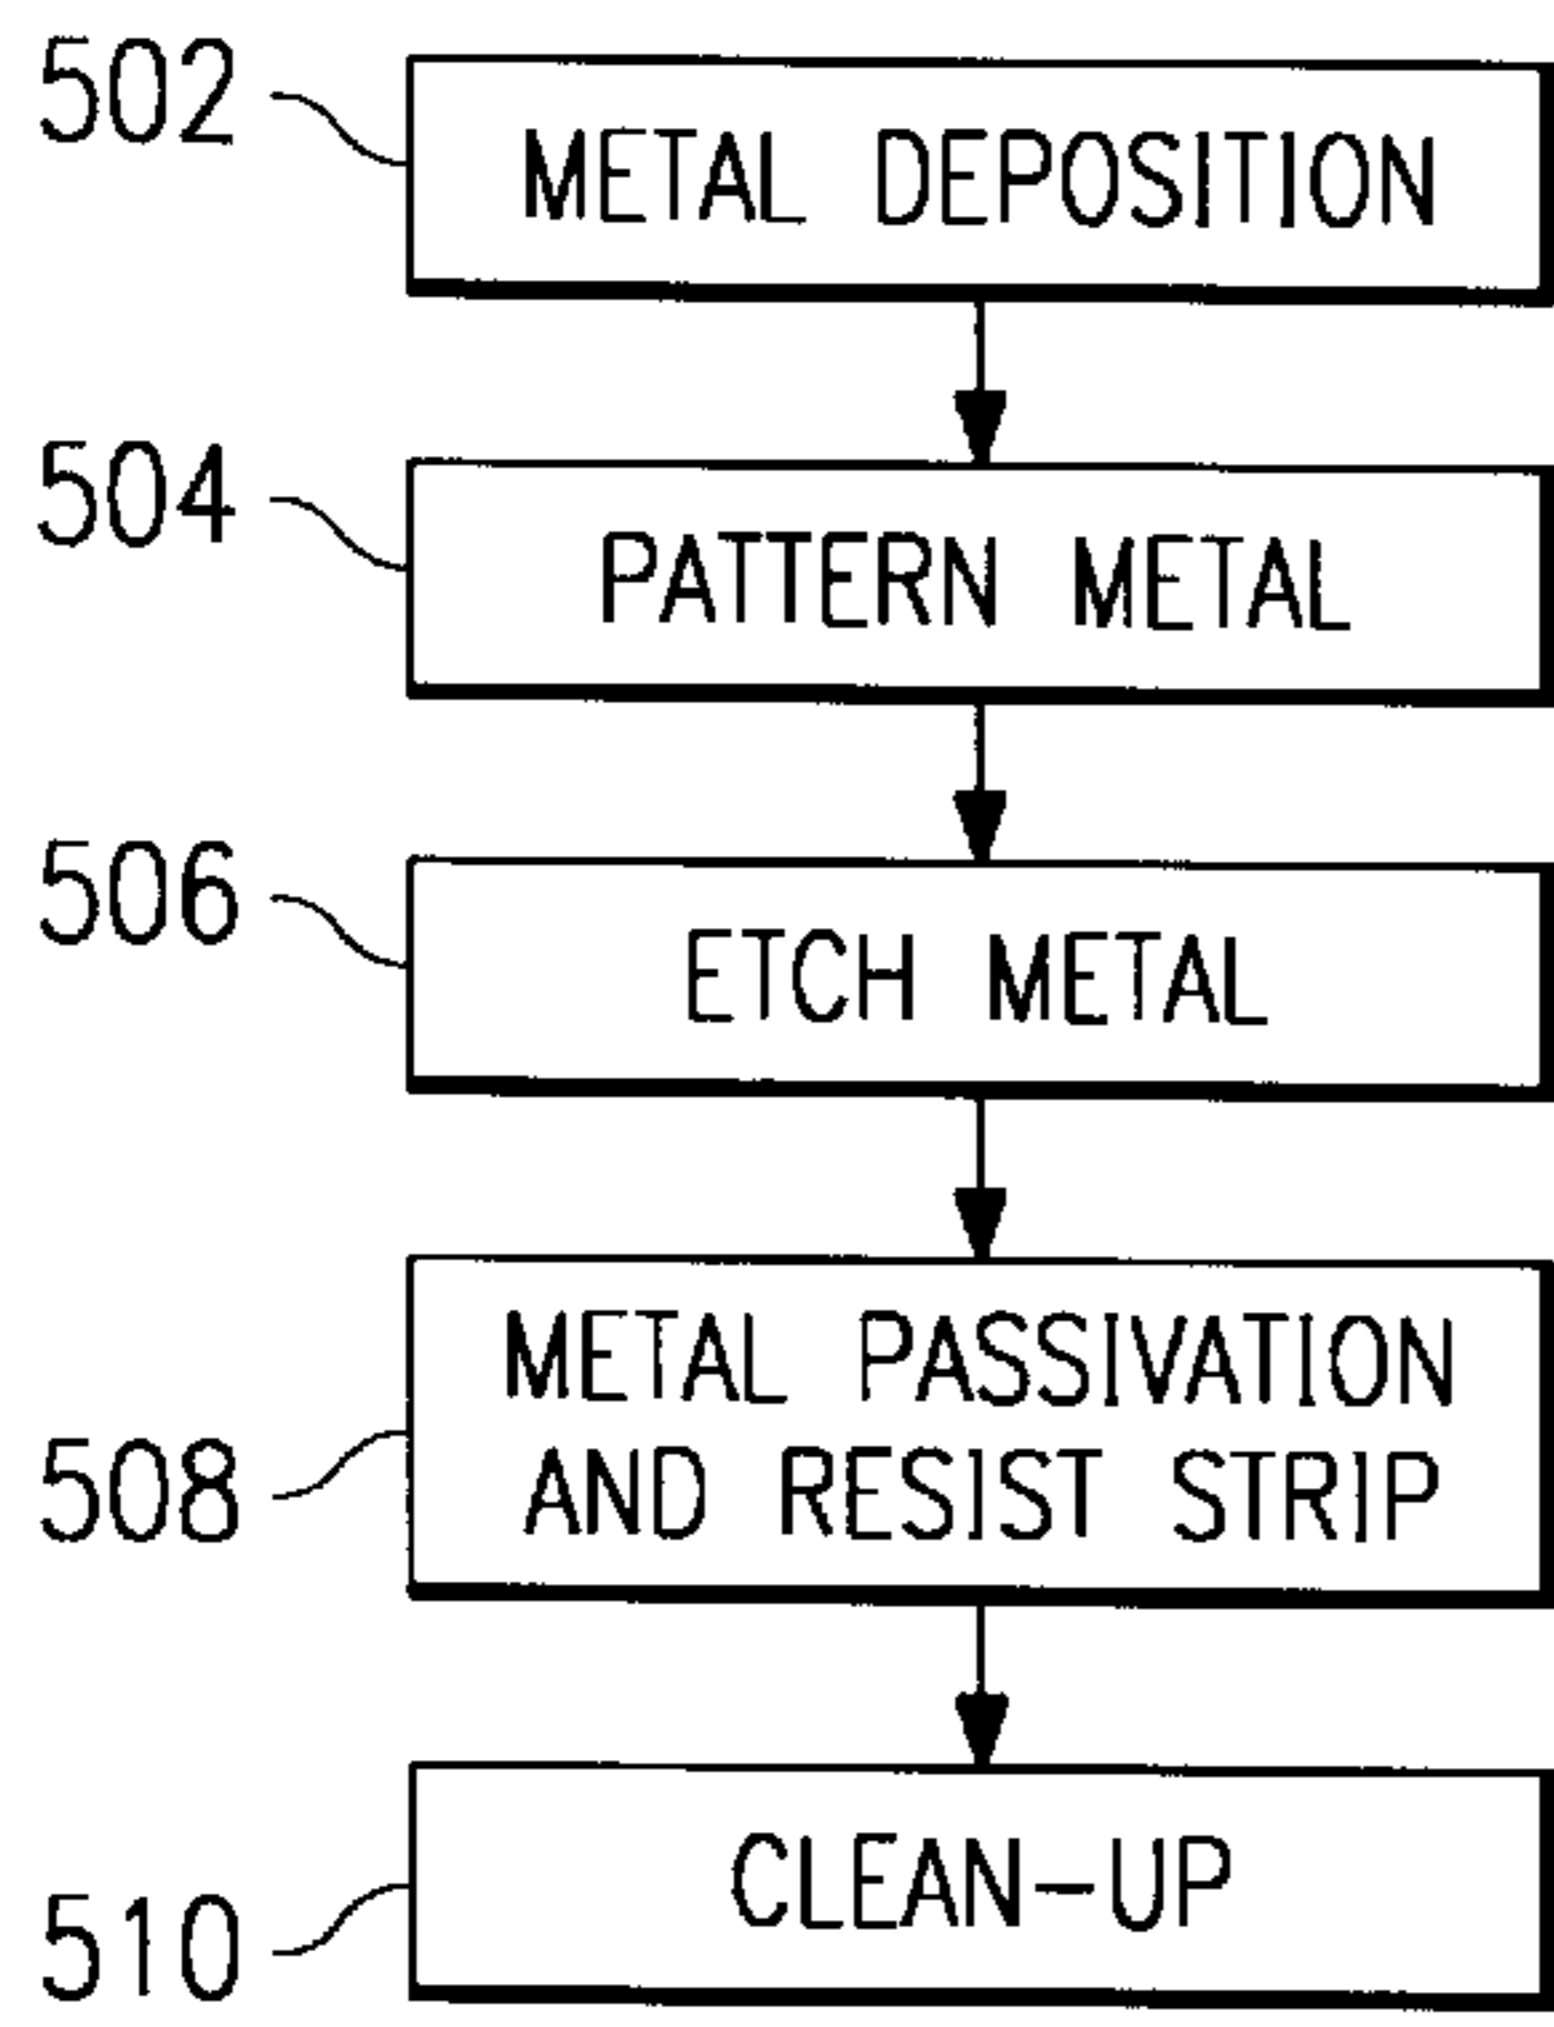 502
METAL DEPOSITION
504
PATTERN METAL
506
ETCH METAL
METAL PASSIVATION
508
AND RESIST STRIP
CLEAN-UP
510